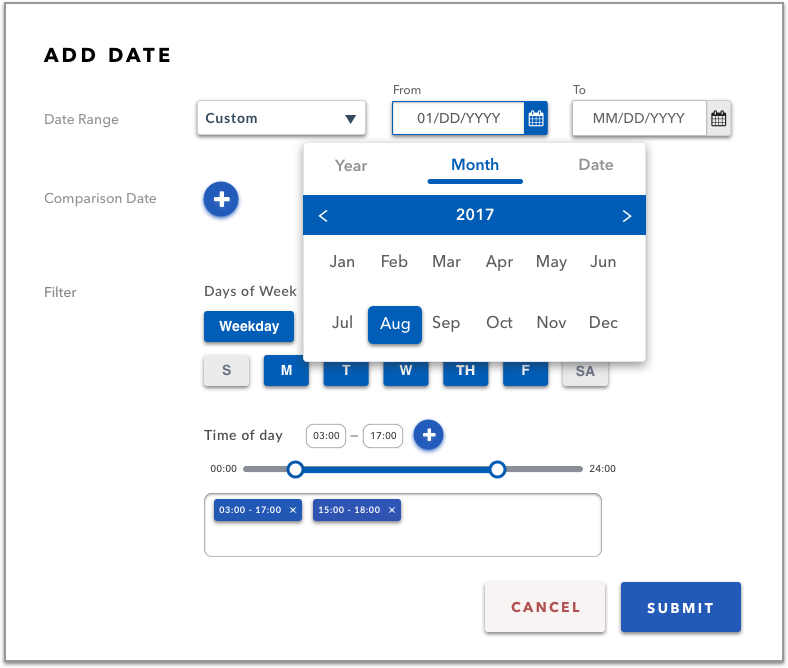 ADD DATE
From To
Date Range Custom 01/DD/YYYY MM/DD/YYYY
Year Month Date
Comparison Date
< 2017 >
Jan Feb Mar Apr May Jun
Filter Days of Week
Weekday Jul Aug Sep Oct Nov Dec
S M T W TH F SA
Time of day 03:00 – 17:00
00:00 24:00
03:00 - 17:00 × 15:00 - 18:00 ×
CANCEL SUBMIT